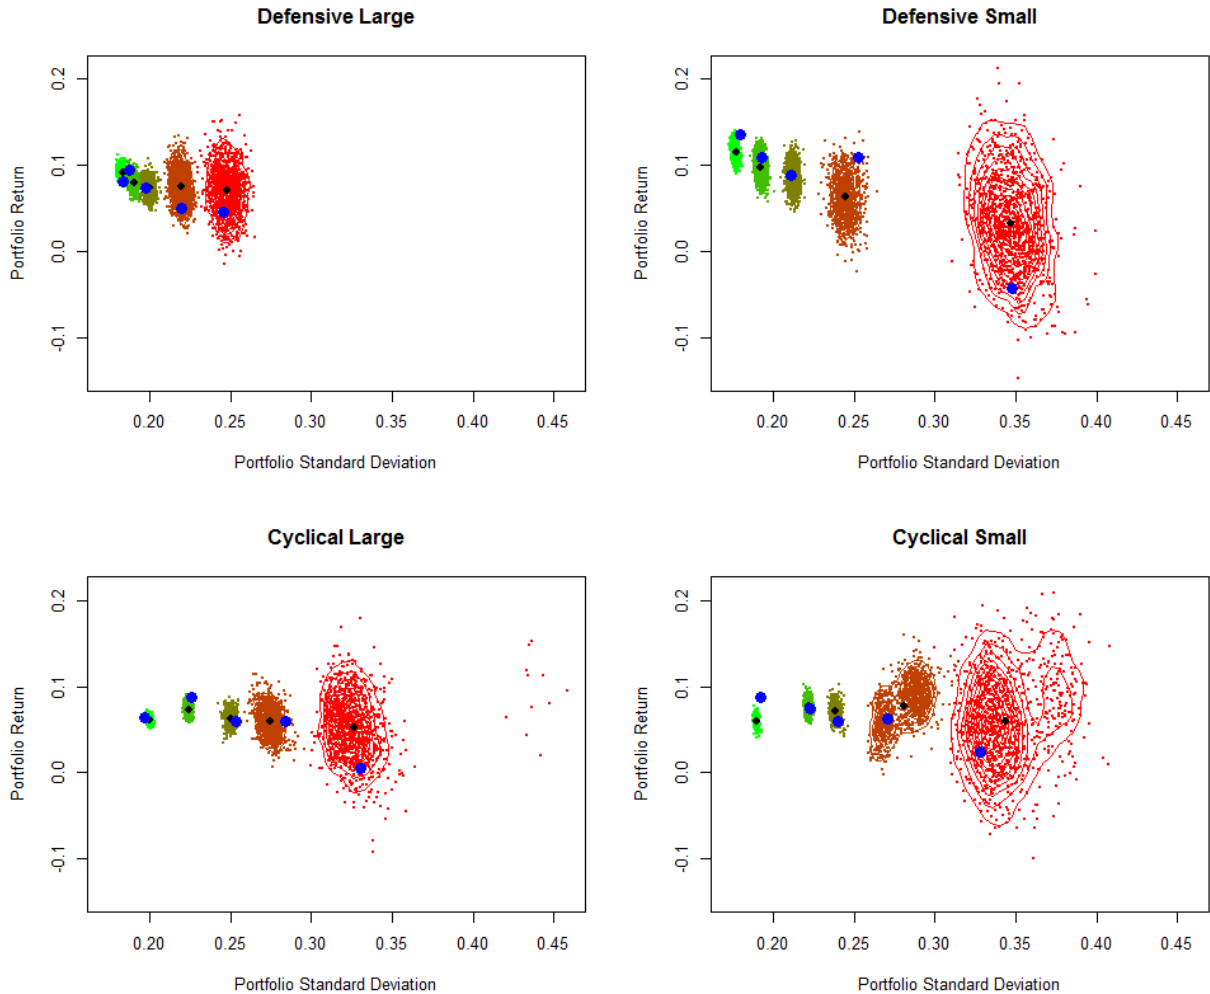 Defensive Large
0.2
0.1
0.0
-0.1
Portfolio Return
0.20 0.25 0.30 0.35 0.40 0.45
Portfolio Standard Deviation
Defensive Small
0.2
0.1
0.0
-0.1
Portfolio Return
0.20 0.25 0.30 0.35 0.40 0.45
Portfolio Standard Deviation
Cyclical Large
0.2
0.1
0.0
-0.1
Portfolio Return
0.20 0.25 0.30 0.35 0.40 0.45
Portfolio Standard Deviation
Cyclical Small
0.2
0.1
0.0
-0.1
Portfolio Return
0.20 0.25 0.30 0.35 0.40 0.45
Portfolio Standard Deviation